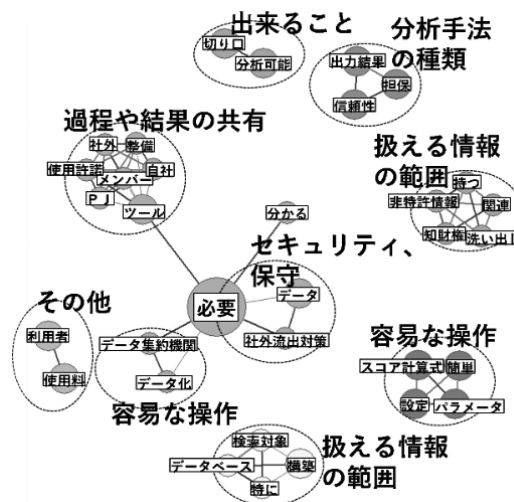 出来ること
切り口
分析可能
分析手法
の種類
出力結果
担保
信頼性
過程や結果の共有
社外
整備
使用許諾
自社
メンバー
PJ
ツール
扱える情報
の範囲
持つ
非特許情報
関連
知財権
洗い出し
分かる
セキュリティ、
保守
必要
データ
社外流出対策
その他
利用者
使用料
データ集約機関
データ化
容易な操作
容易な操作
スコア計算式
簡単
設定
パラメータ
検索対象
データベース
構築
特に
扱える情報
の範囲